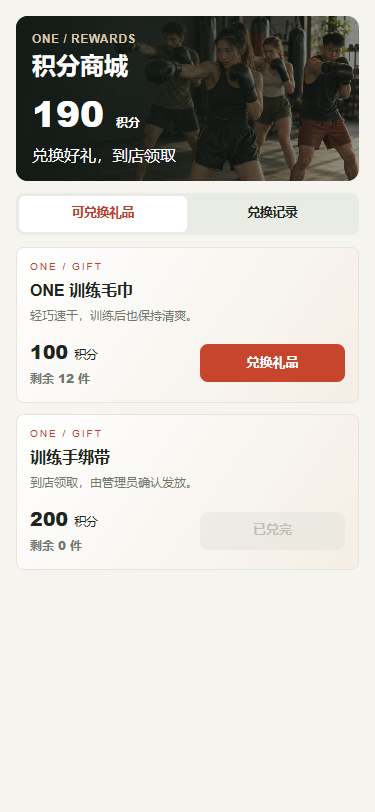 ONE / REWARDS
积分商城
190 积分
兑换好礼，到店领取
可兑换礼品 兑换记录
ONE / GIFT
ONE 训练毛巾
轻巧速干，训练后也保持清爽。
100 积分
剩余 12 件
兑换礼品
ONE / GIFT
训练手绑带
到店领取，由管理员确认发放。
200 积分
剩余 0 件
已兑完